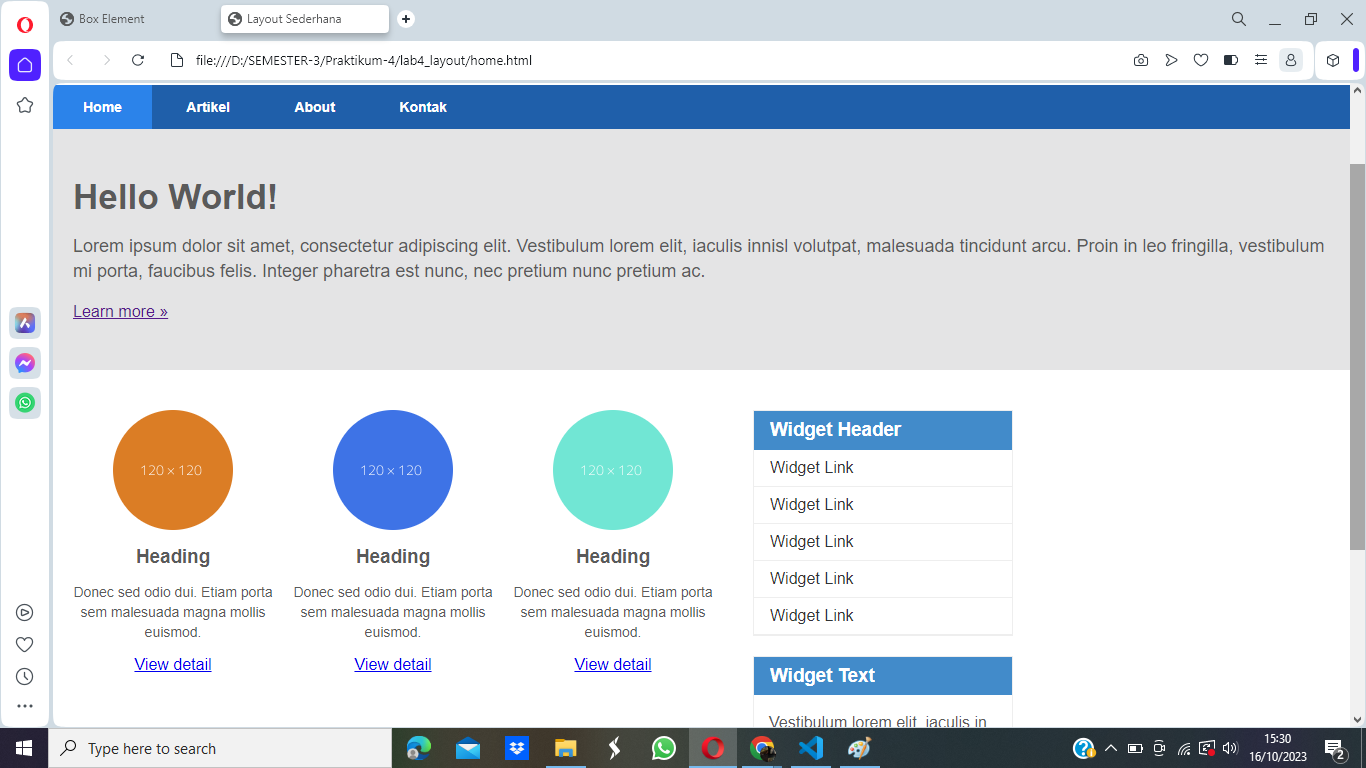 Box Element
Layout Sederhana
file:///D:/SEMESTER-3/Praktikum-4/lab4_layout/home.html
Home Artikel About Kontak
Hello World!
Lorem ipsum dolor sit amet, consectetur adipiscing elit. Vestibulum lorem elit, iaculis innisl volutpat, malesuada tincidunt arcu. Proin in leo fringilla, vestibulum
mi porta, faucibus felis. Integer pharetra est nunc, nec pretium nunc pretium ac.
Learn more »
120 × 120
Heading
Donec sed odio dui. Etiam porta
sem malesuada magna mollis
euismod.
View detail
120 × 120
Heading
Donec sed odio dui. Etiam porta
sem malesuada magna mollis
euismod.
View detail
120 × 120
Heading
Donec sed odio dui. Etiam porta
sem malesuada magna mollis
euismod.
View detail
Widget Header
Widget Link
Widget Link
Widget Link
Widget Link
Widget Link
Widget Text
Vestibulum lorem elit, iaculis in
Type here to search
15:30
16/10/2023
2